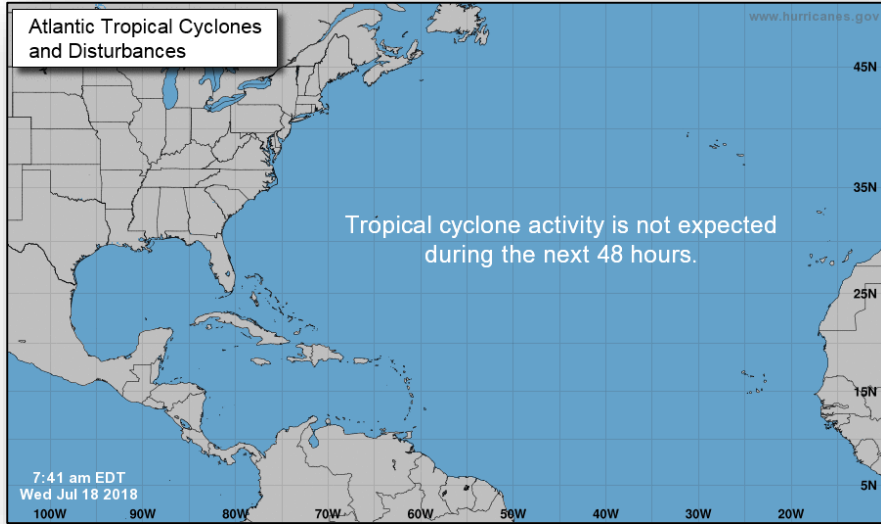 Atlantic Tropical Cyclones
and Disturbances
www.hurricanes.gov
45N
35N
Tropical cyclone activity is not expected
during the next 48 hours.
25N
15N
7:41 am EDT
Wed Jul 18 2018
5N
100W 90W 80W 70W 60W 50W 40W 30W 20W